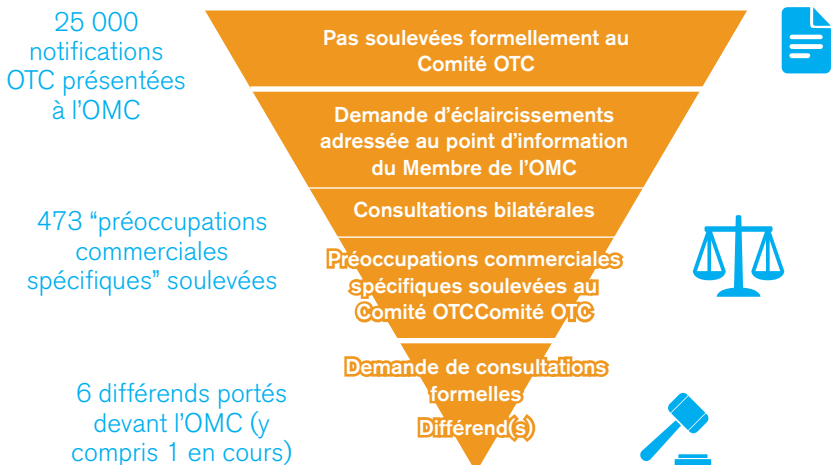 25 000
notifications
OTC présentées
à l'OMC
Pas soulevées formellement au
Comité OTC
Demande d'éclaircissements
adressée au point d'information
du Membre de l'OMC
Consultations bilatérales
473 "préoccupations
commerciales
spécifiques" soulevées
Préoccupations commerciales
spécifiques soulevées au
Comité OTCComité OTC
6 différends portés
devant l'OMC (y
compris 1 en cours)
Demande de consultations
formelles
Différend(s)